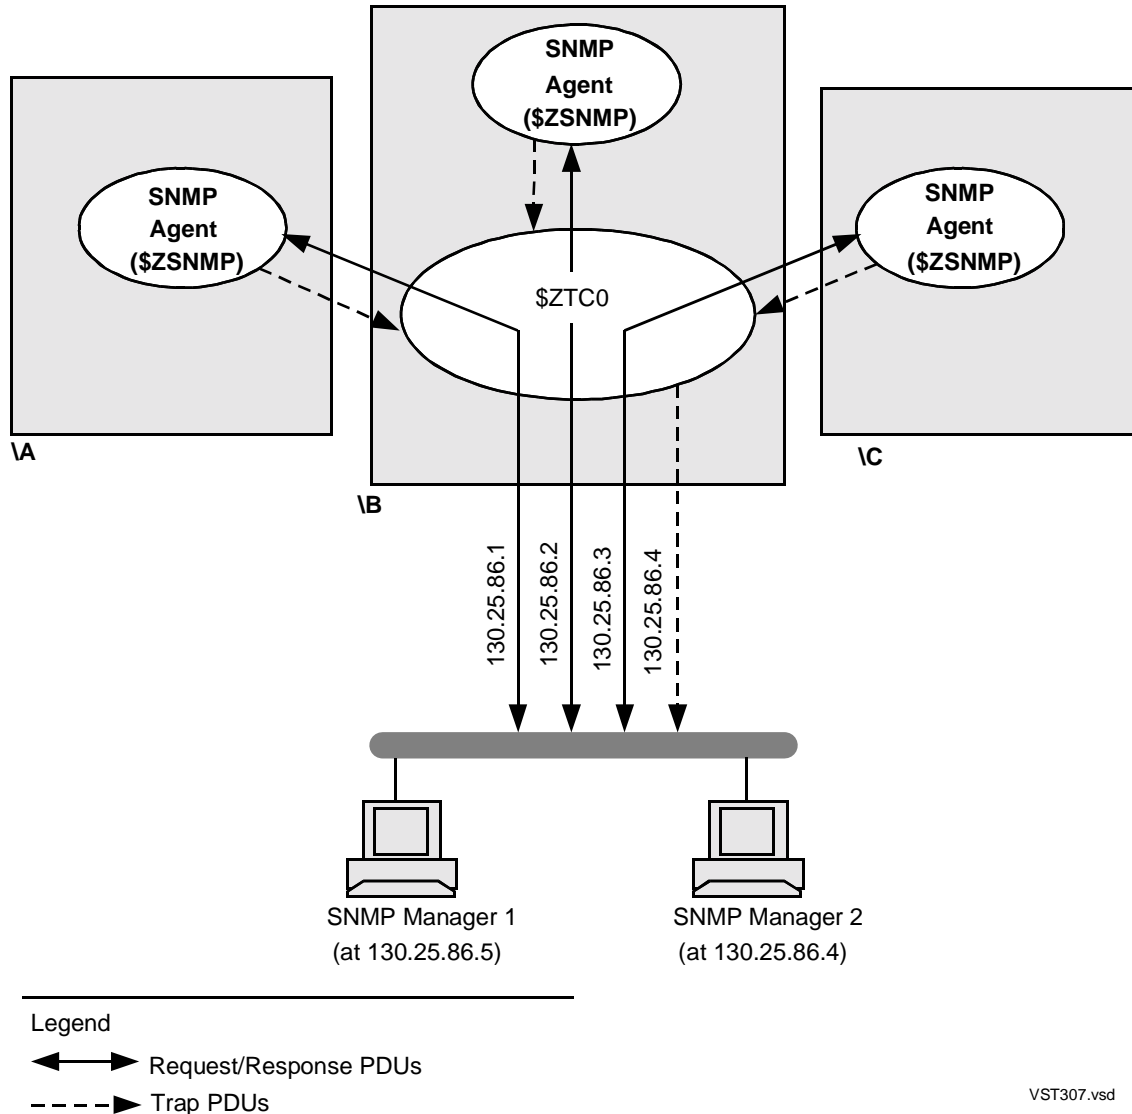 SNMP
Agent
($ZSNMP)
SNMP
Agent
($ZSNMP)
SNMP
Agent
($ZSNMP)
$ZTC0
\A
\B
\C
130.25.86.1
130.25.86.2
130.25.86.3
130.25.86.4
SNMP Manager 1
(at 130.25.86.5)
SNMP Manager 2
(at 130.25.86.4)
Legend
Request/Response PDUs
Trap PDUs
VST307.vsd